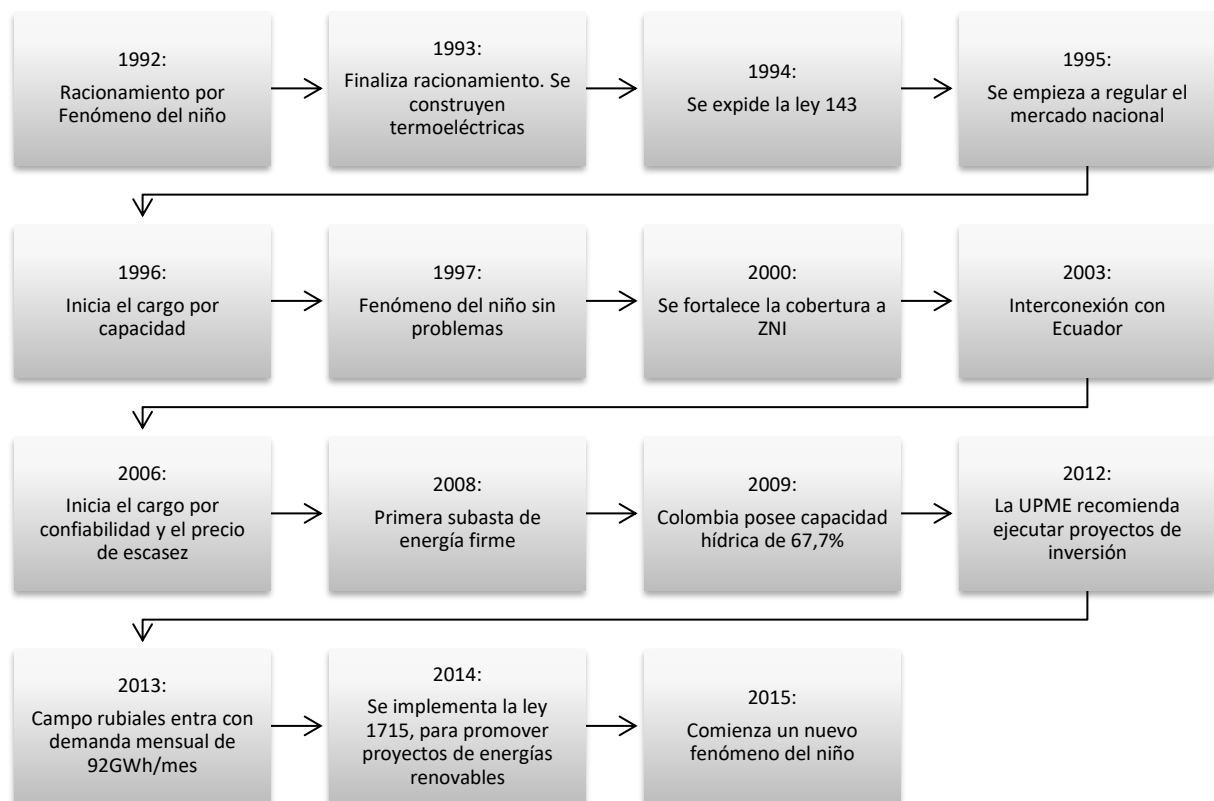 1992:
Racionamiento por
Fenómeno del niño
1993:
Finaliza racionamiento. Se
construyen
termoeléctricas
1994:
Se expide la ley 143
1995:
Se empieza a regular el
mercado nacional
1996:
Inicia el cargo por
capacidad
1997:
Fenómeno del niño sin
problemas
2000:
Se fortalece la cobertura a
ZNI
2003:
Interconexión con
Ecuador
2006:
Inicia el cargo por
confiabilidad y el precio
de escasez
2008:
Primera subasta de
energía firme
2009:
Colombia posee capacidad
hídrica de 67,7%
2012:
La UPME recomienda
ejecutar proyectos de
inversión
2013:
Campo rubiales entra con
demanda mensual de
92GWh/mes
2014:
Se implementa la ley
1715, para promover
proyectos de energías
renovables
2015:
Comienza un nuevo
fenómeno del niño